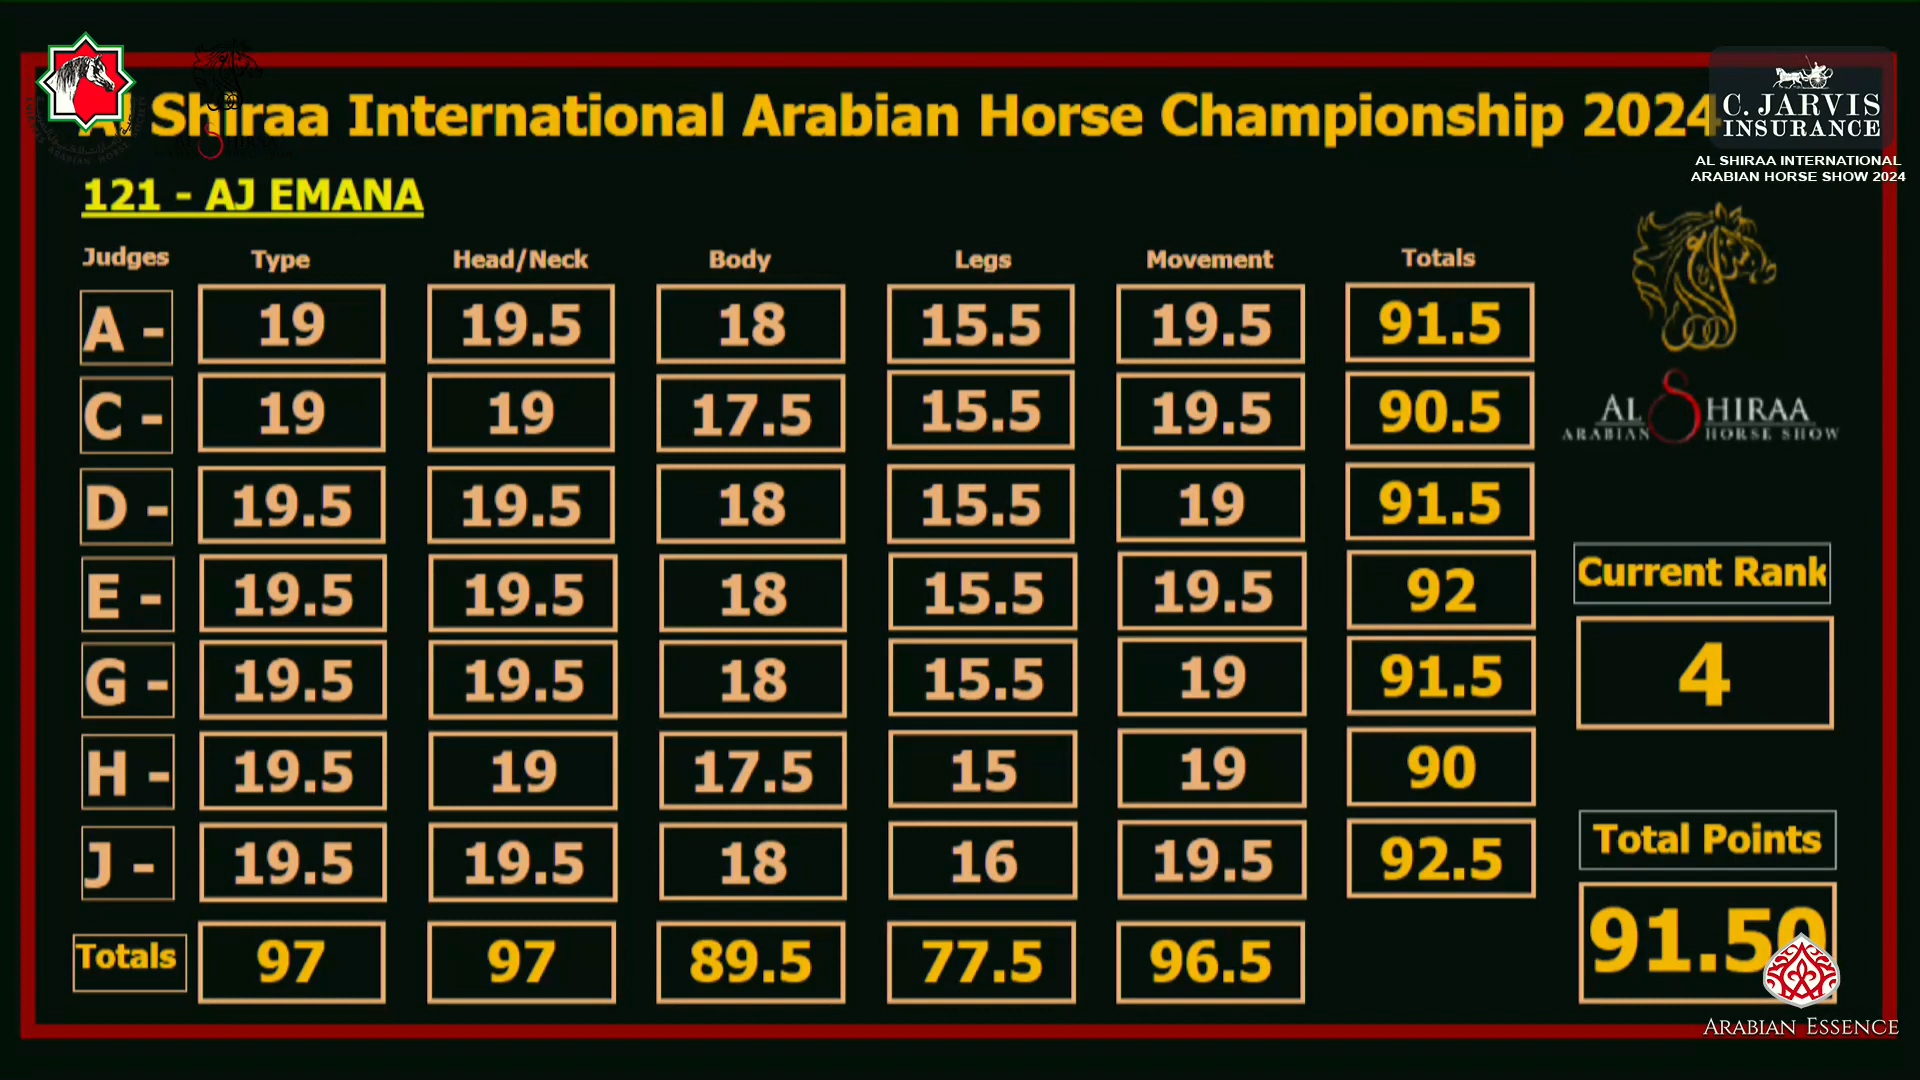 Al Shiraa International Arabian Horse Championship 2024
C. JARVIS
INSURANCE
AL SHIRAA INTERNATIONAL
ARABIAN HORSE SHOW 2024
121 - AJ EMANA
Judges Type Head/Neck Body Legs Movement Totals
A - 19 19.5 18 15.5 19.5 91.5
C - 19 19 17.5 15.5 19.5 90.5
D - 19.5 19.5 18 15.5 19 91.5
E - 19.5 19.5 18 15.5 19.5 92
G - 19.5 19.5 18 15.5 19 91.5
H - 19.5 19 17.5 15 19 90
J - 19.5 19.5 18 16 19.5 92.5
Totals 97 97 89.5 77.5 96.5
AL SHIRAA
ARABIAN HORSE SHOW
Current Rank
4
Total Points
91.50
ARABIAN ESSENCE